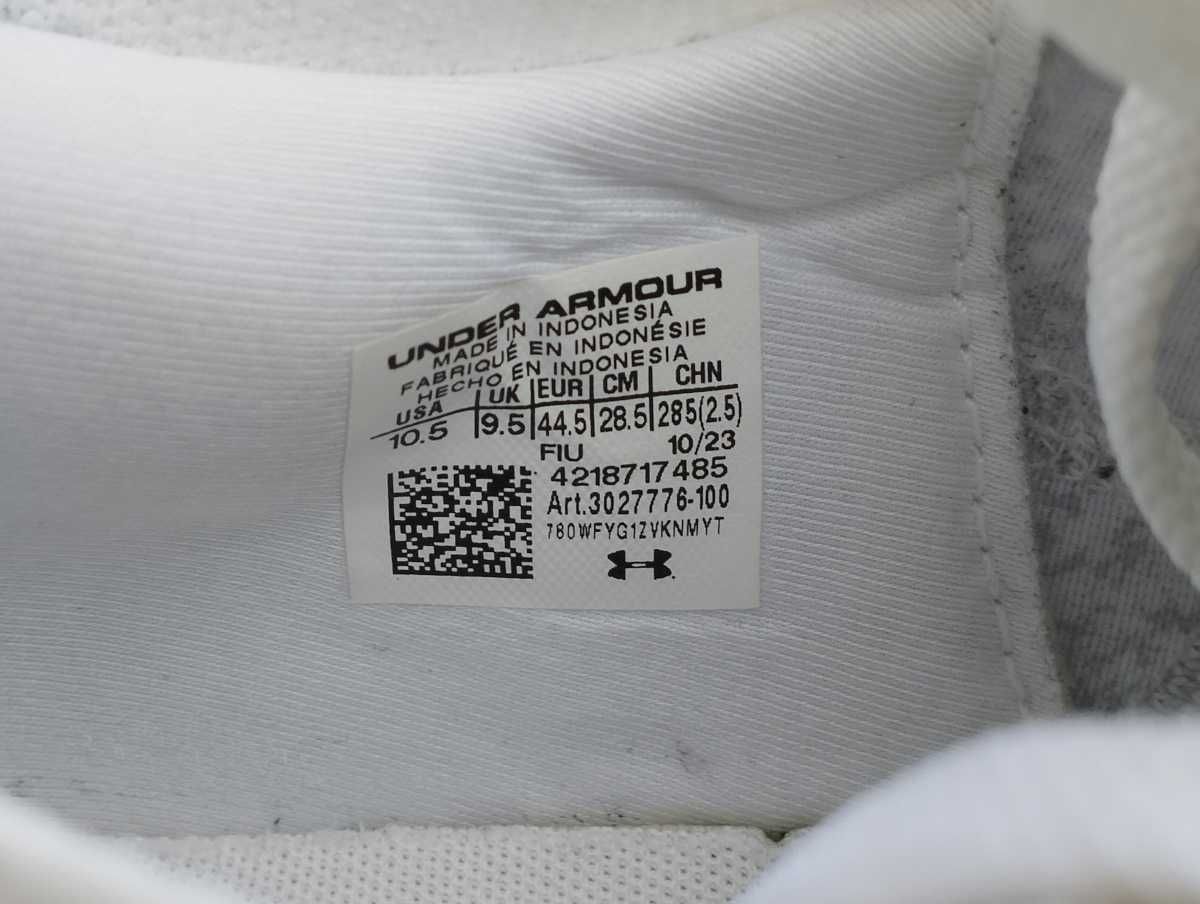 UNDER ARMOUR
MADE IN INDONESIA
FABRIQUÉ EN INDONÉSIE
HECHO EN INDONESIA
USA UK EUR CM CHN
10.5 9.5 44.5 28.5 285(2.5)
FIU 10/23
4218717485
Art.3027776-100
780WFYG1ZVKNMYT